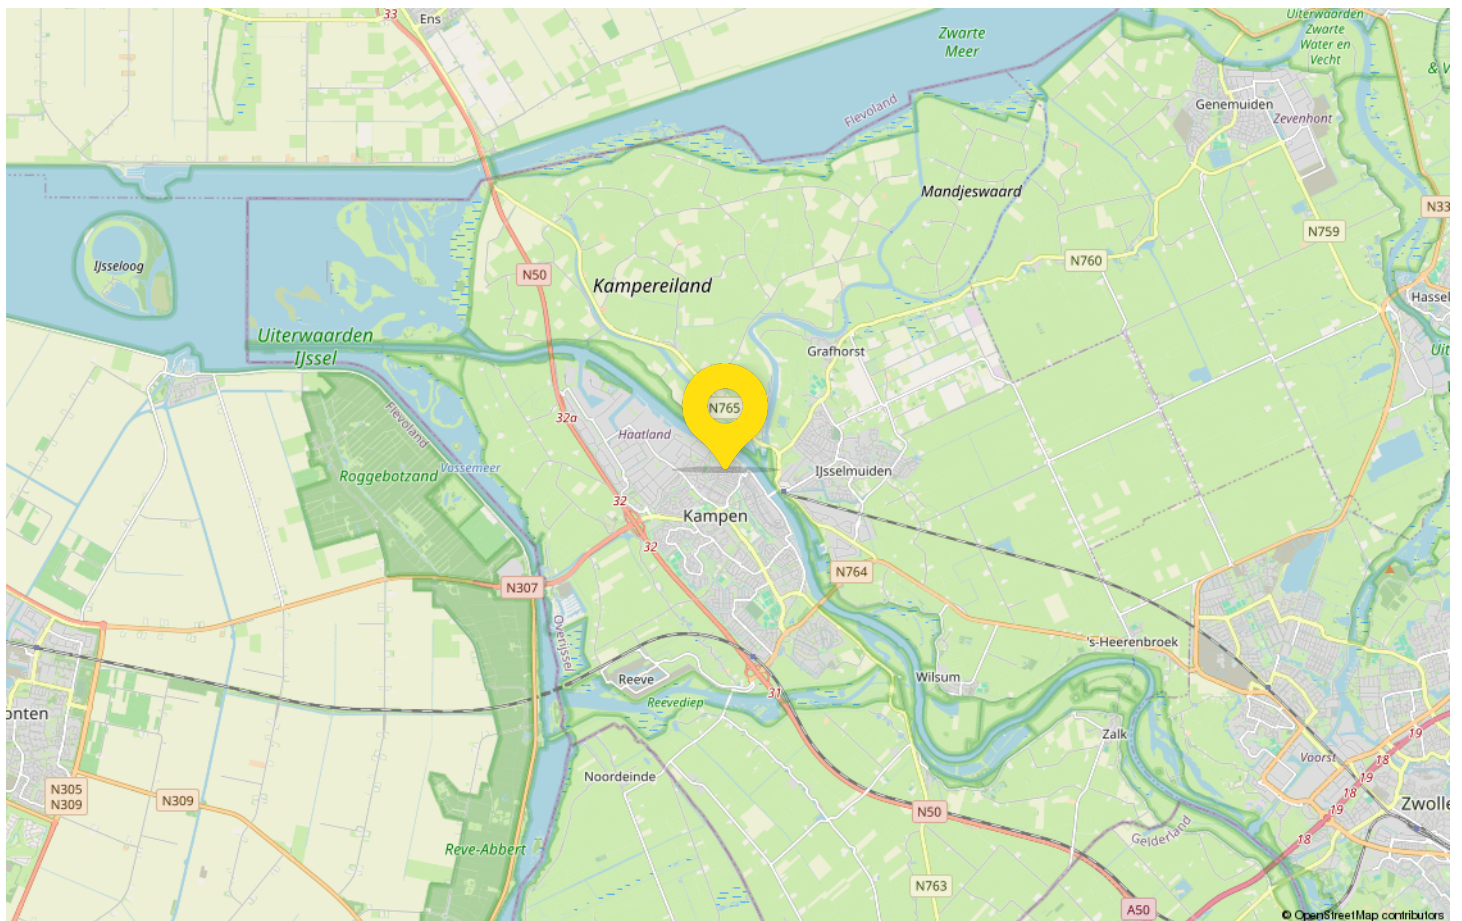 33
Ens
Zwarte
Meer
Uiterwaarden
Zwarte
Water en
Vecht
& V
Flevoland
Genemuiden
Zevenhont
Mandjeswaard
N33
N759
N760
IJsseloog
N50
Kampereiland
Hassel
Uiterwaarden
IJssel
Grafhorst
Uit
Flevoland
32a
N765
Haatland
Vossemeer
Roggebotzand
IJsselmuiden
32
Kampen
32
N307
N764
Overijssel
's-Heerenbroek
Reeve
Wilsum
31
Reevediep
onten
Zalk
19
Voorst
18
19
18
Noordeinde
N305
N309
N309
Zwolle
N50
18
Gelderland
Reve-Abbert
N763
A50
© OpenStreetMap contributors